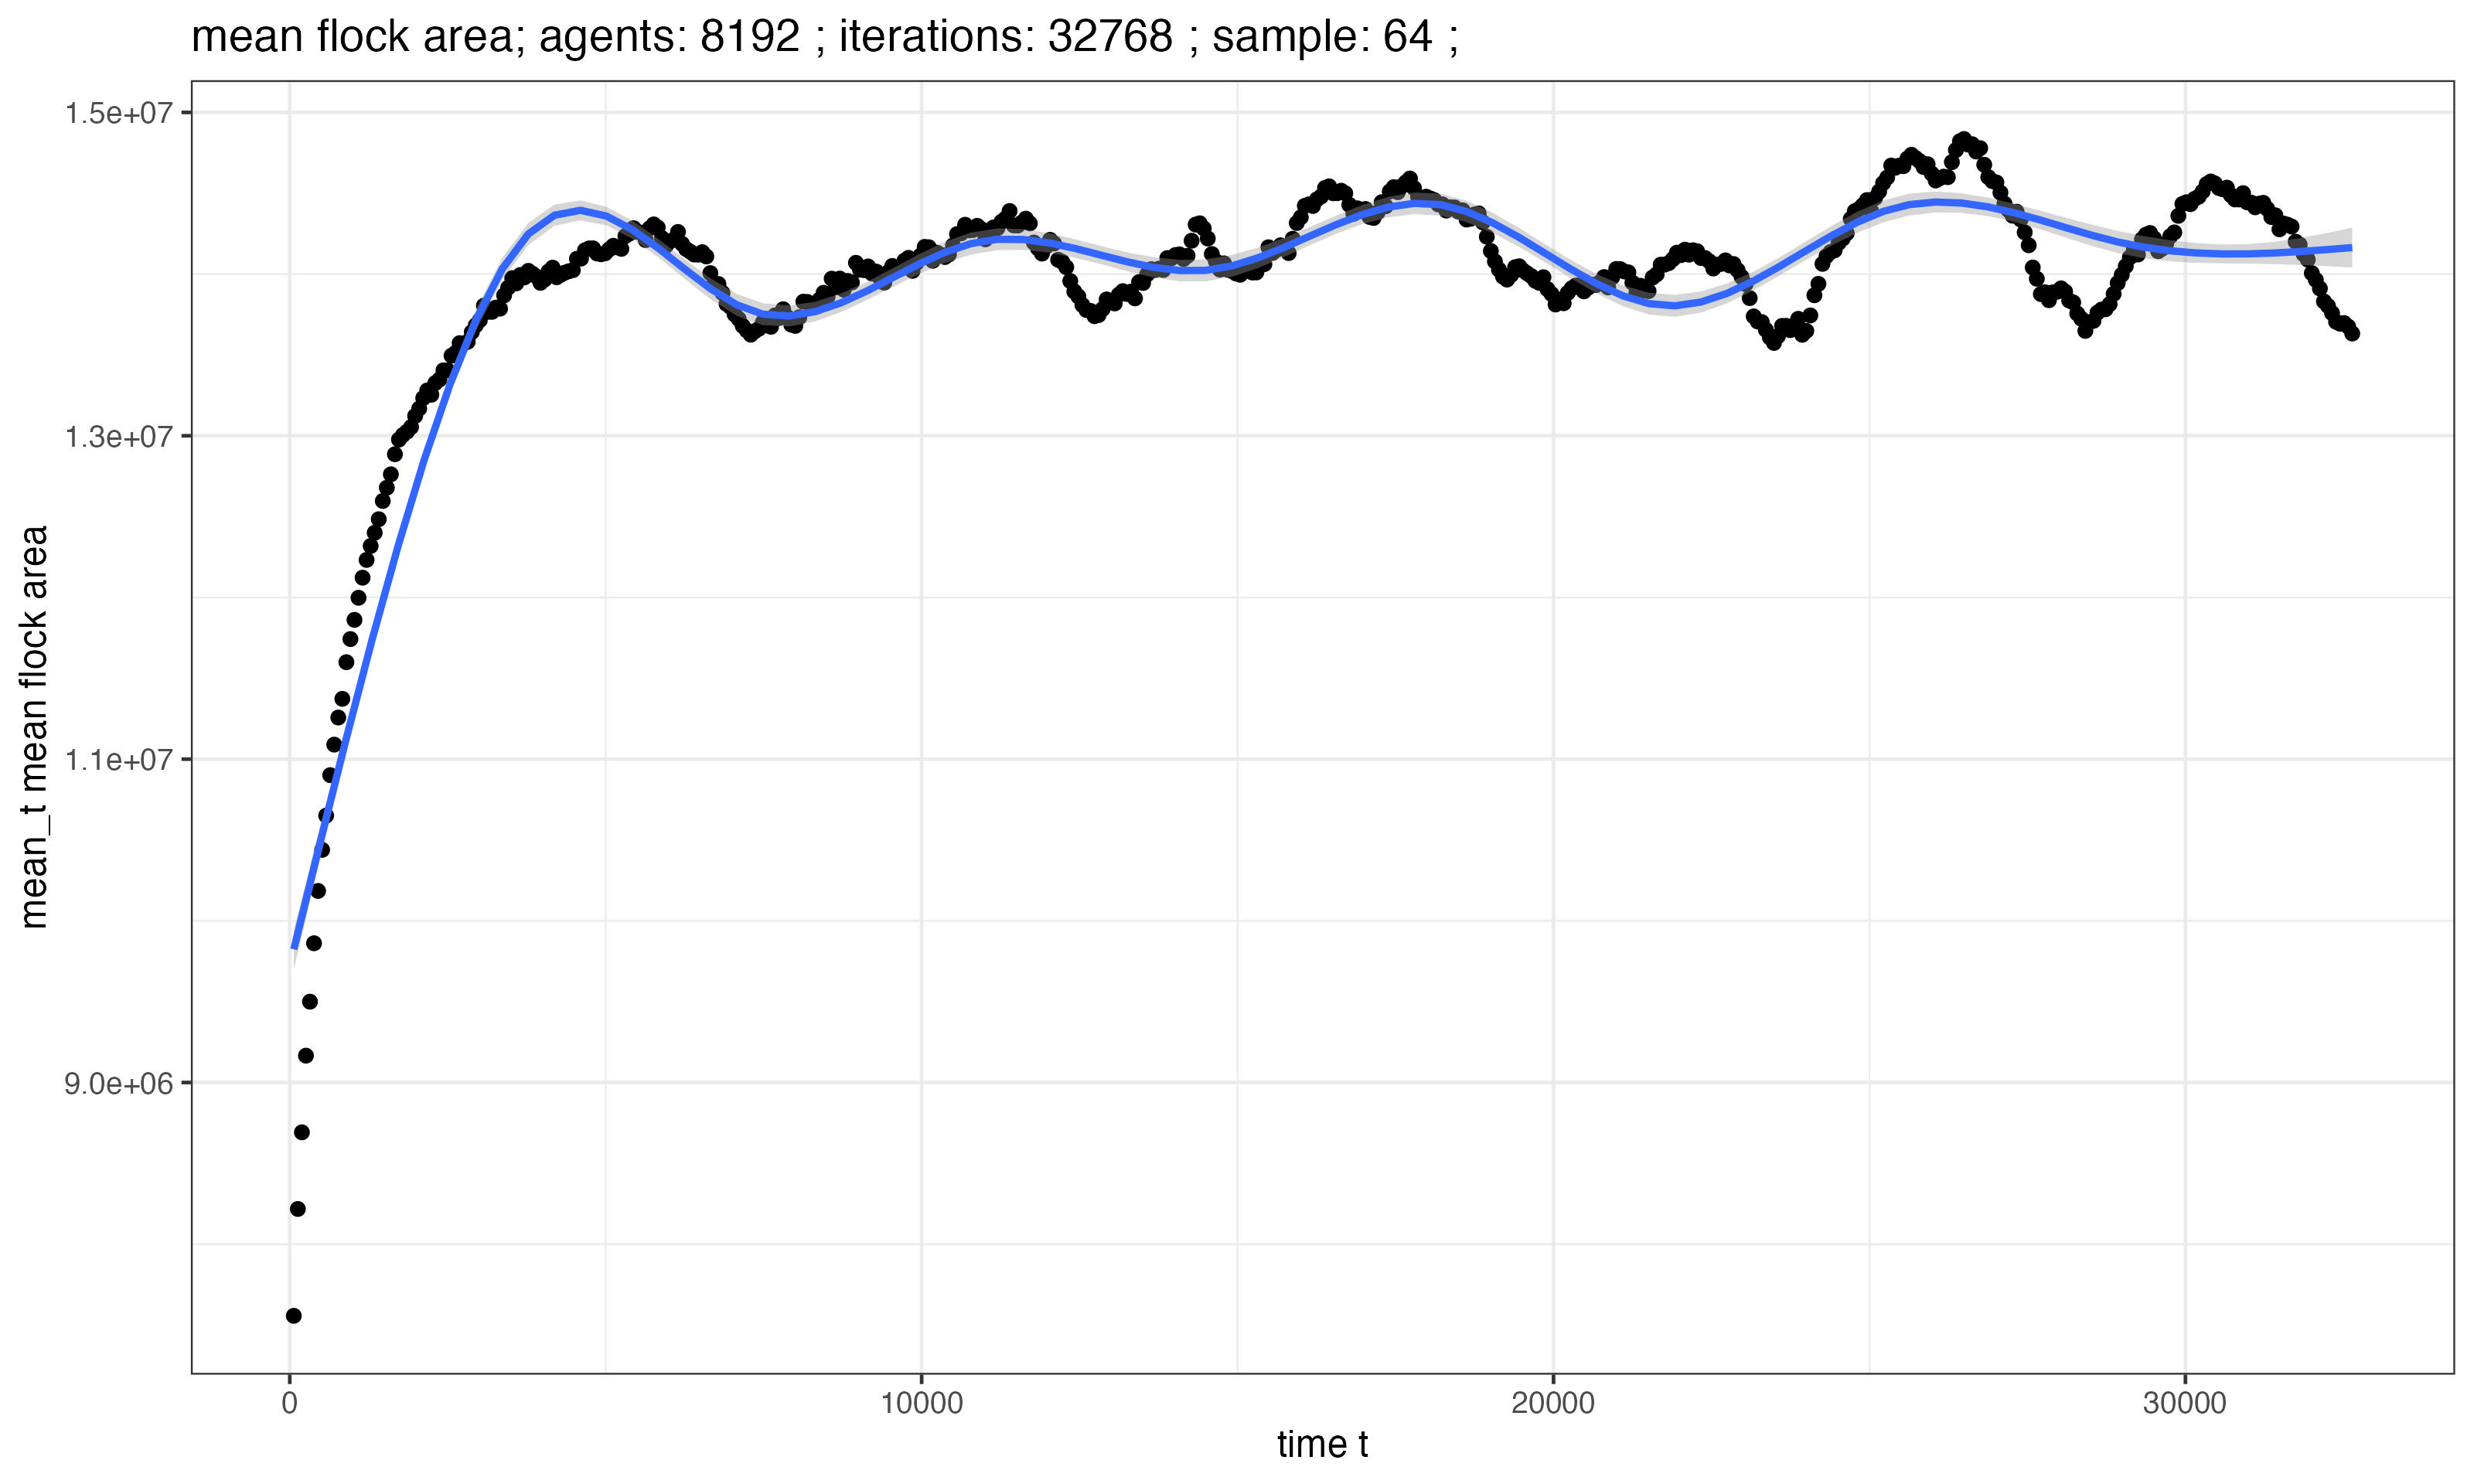 mean flock area; agents: 8192 ; iterations: 32768 ; sample: 64 ;
1.5e+07
1.3e+07
1.1e+07
9.0e+06
mean_t mean flock area
0
10000
20000
30000
time t